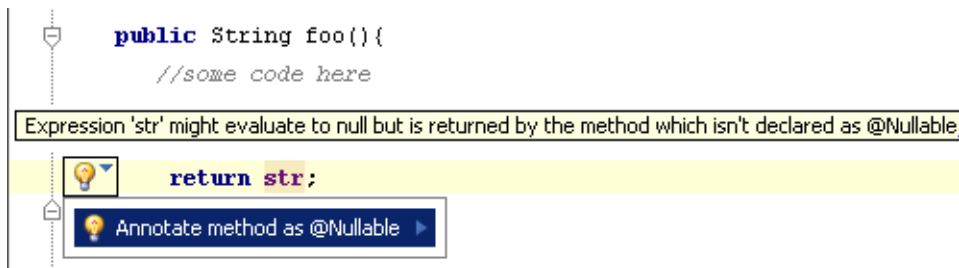 public String foo(){
//some code here
Expression 'str' might evaluate to null but is returned by the method which isn't declared as @Nullable
return str;
Annotate method as @Nullable